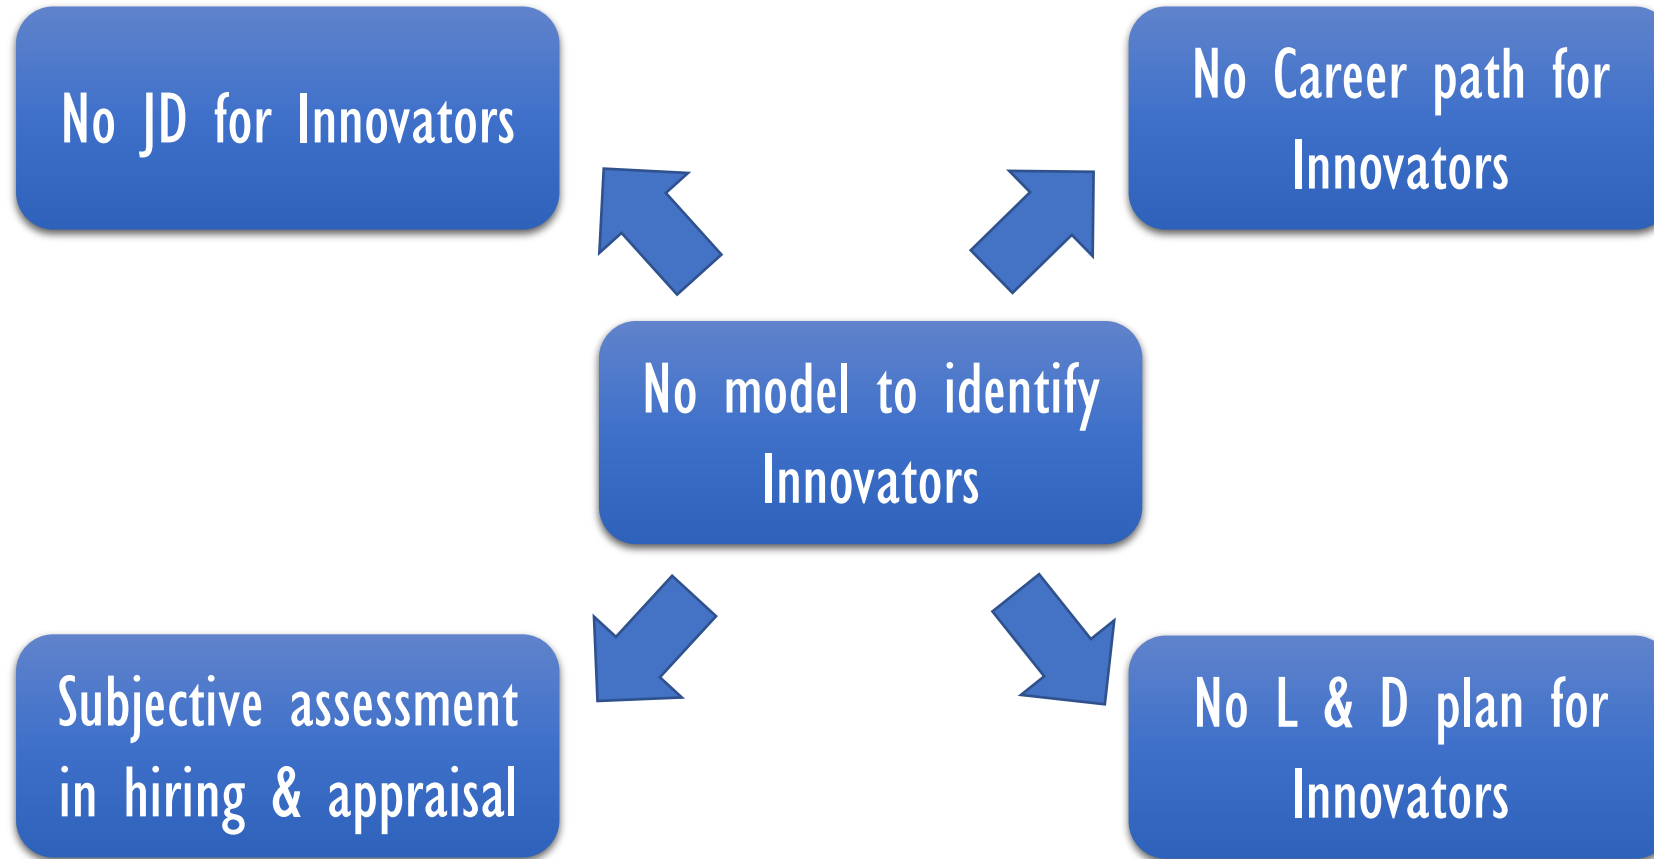 No JD for Innovators
No Career path for
Innovators
No model to identify
Innovators
Subjective assessment
in hiring & appraisal
No L & D plan for
Innovators